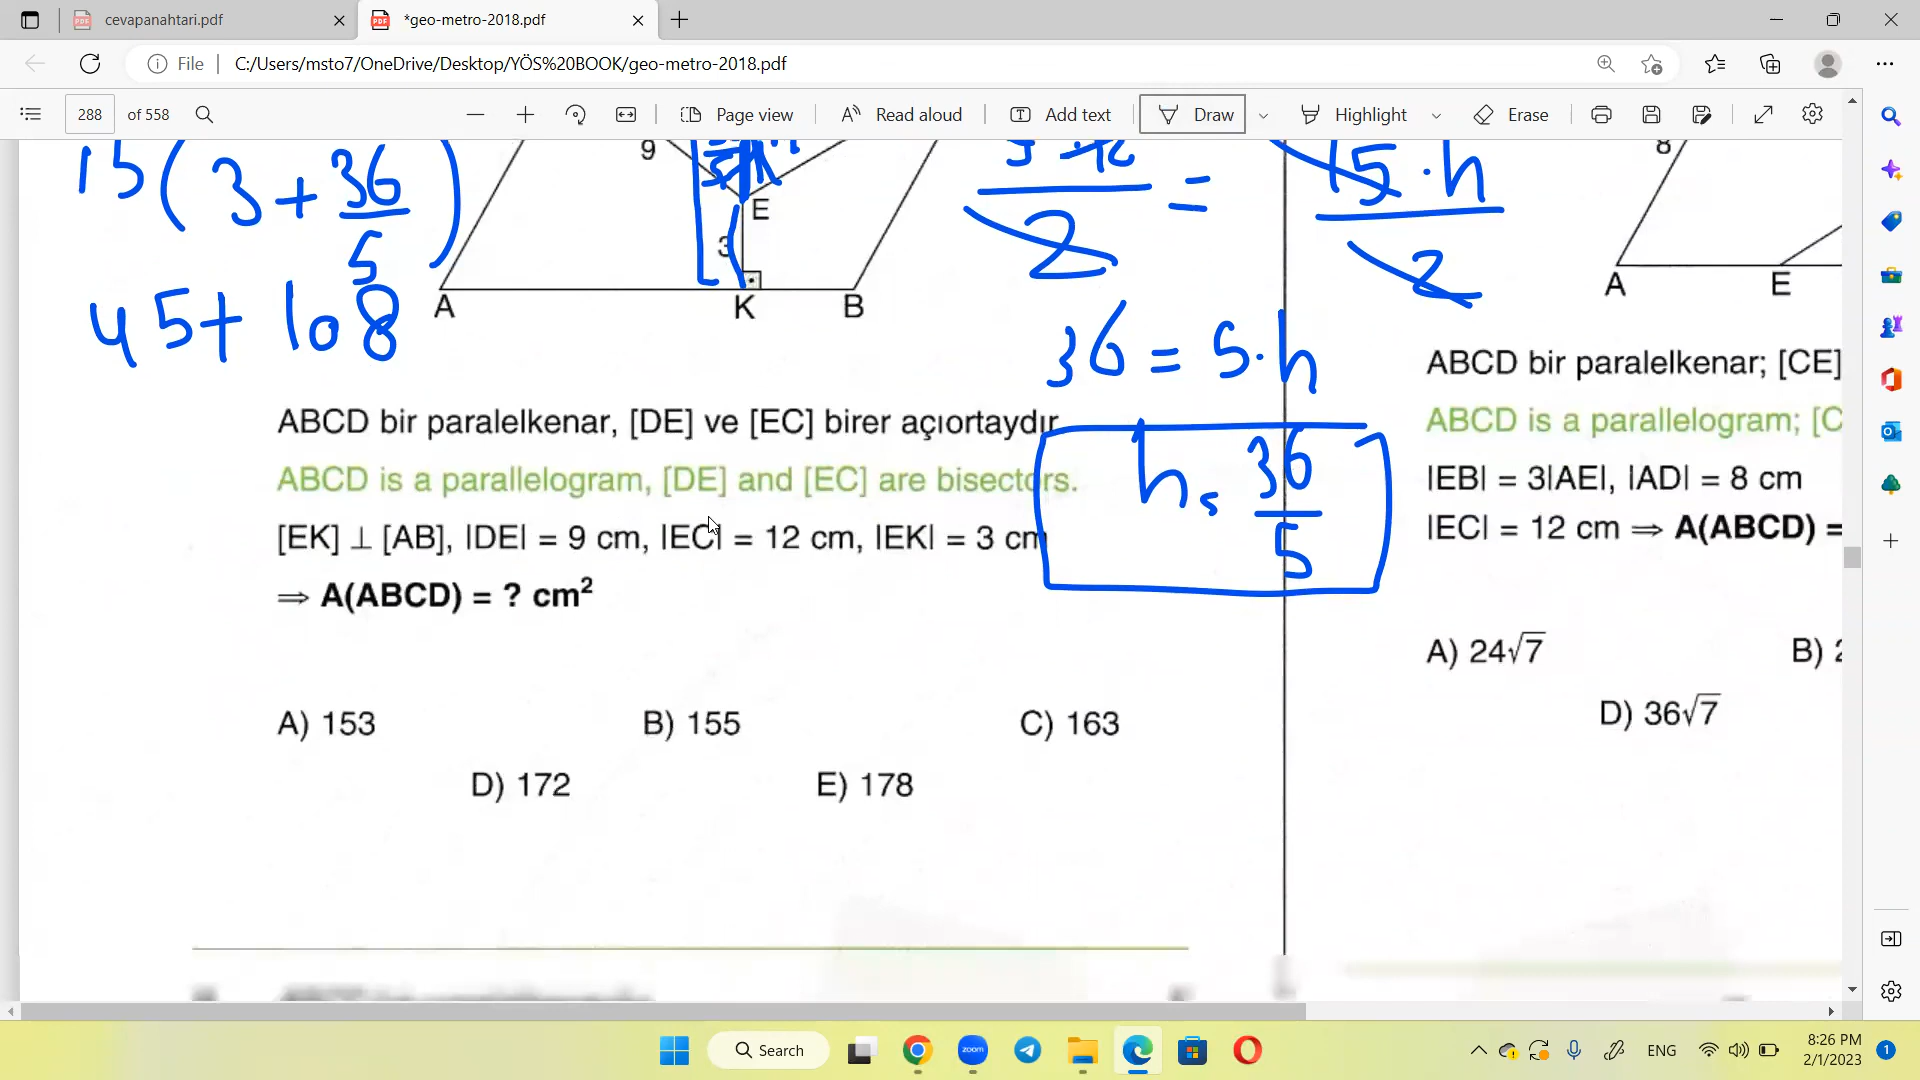 cevapanahtari.pdf
*geo-metro-2018.pdf
File
C:/Users/msto7/OneDrive/Desktop/YÖS%20BOOK/geo-metro-2018.pdf
288 of 558
Page view
Read aloud
Add text
Draw
Highlight
Erase
15 ( 3 + 36/5 )
45 + 108
9
E
3
A
K
B
2 = 15 . h
2
36 = 5 . h
h = 36/5
ABCD bir paralelkenar, [DE] ve [EC] birer açıortaydır
ABCD is a parallelogram, [DE] and [EC] are bisectors.
[EK] ⊥ [AB], |DE| = 9 cm, |EC| = 12 cm, |EK| = 3 cm
⇒ A(ABCD) = ? cm²
A) 153
B) 155
C) 163
D) 172
E) 178
8
A
E
ABCD bir paralelkenar; [CE]
ABCD is a parallelogram; [C
|EB| = 3|AE|, |AD| = 8 cm
|EC| = 12 cm ⇒ A(ABCD) =
A) 24√7
B) 2
D) 36√7
Search
zoom
ENG
8:26 PM
2/1/2023
1